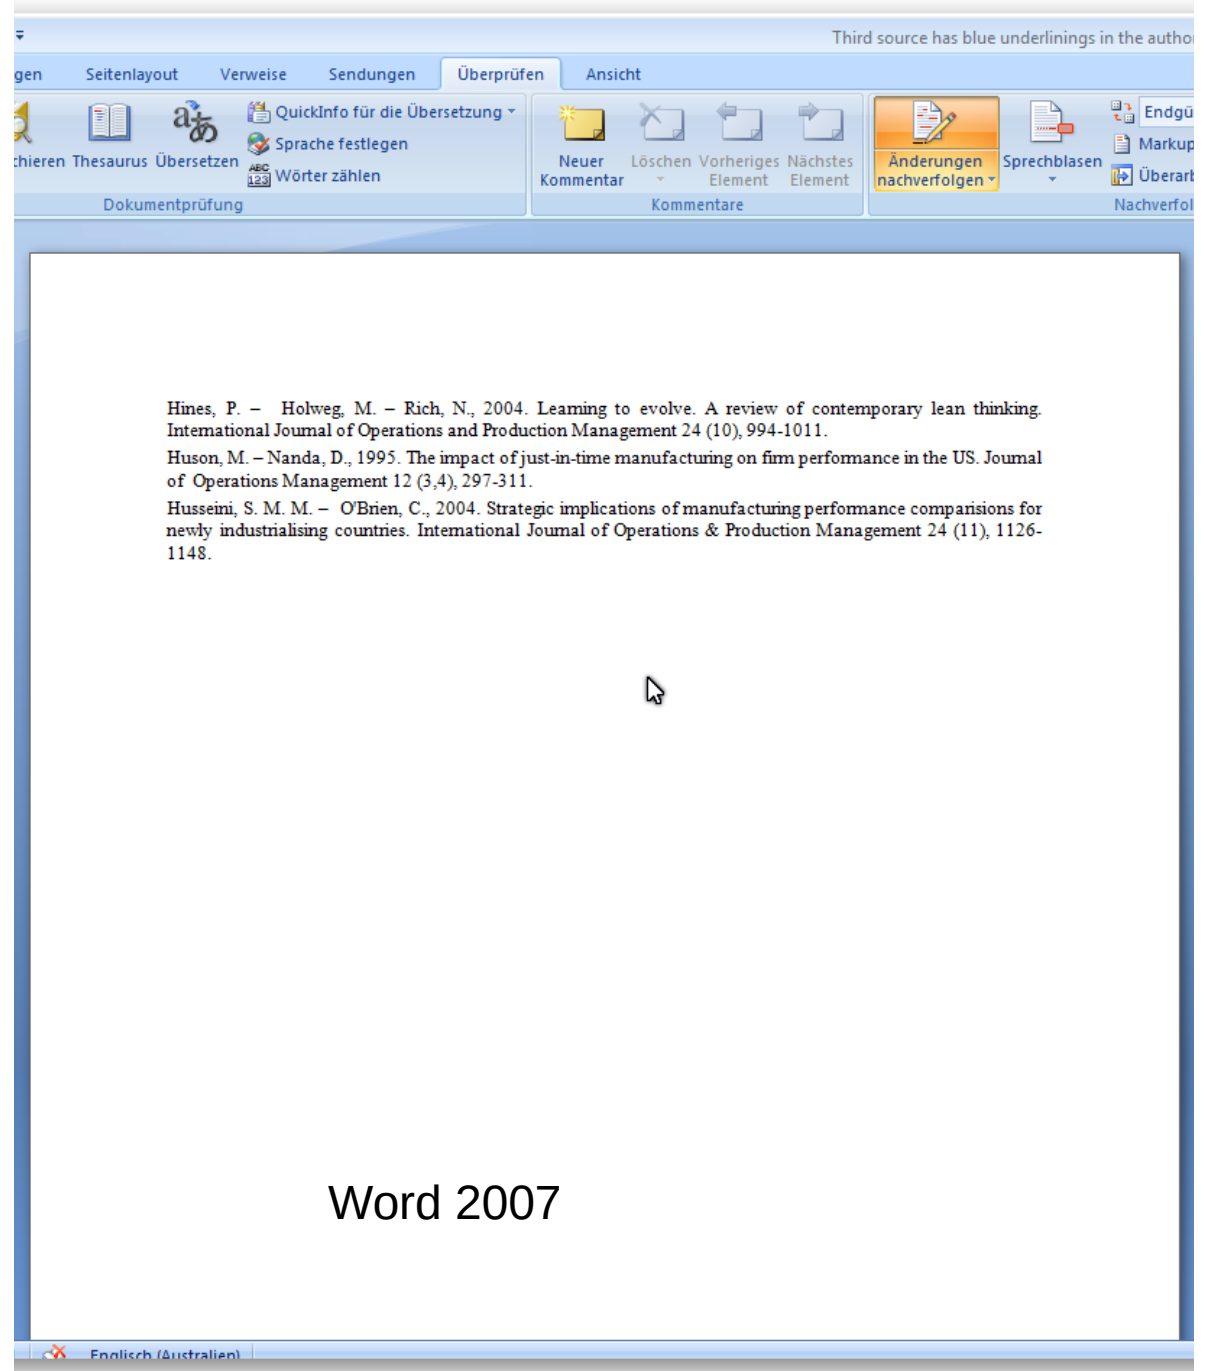 Third source has blue underlinings in the autho
gen Seitenlayout Verweise Sendungen Überprüfen Ansicht
QuickInfo für die Übersetzung
Sprache festlegen
Wörter zählen
chieren Thesaurus Übersetzen
ABC
123
Dokumentprüfung
Neuer
Kommentar
Löschen
Vorheriges
Element
Nächstes
Element
Kommentare
Änderungen
nachverfolgen
Sprechblasen
Endgü
Markup
Überarb
Nachverfol
Hines, P. – Holweg, M. – Rich, N., 2004. Learning to evolve. A review of contemporary lean thinking.
International Journal of Operations and Production Management 24 (10), 994-1011.
Huson, M. – Nanda, D., 1995. The impact of just-in-time manufacturing on firm performance in the US. Journal
of Operations Management 12 (3,4), 297-311.
Husseini, S. M. M. – O'Brien, C., 2004. Strategic implications of manufacturing performance comparisions for
newly industrialising countries. International Journal of Operations & Production Management 24 (11), 1126-
1148.
Word 2007
Englisch (Australien)